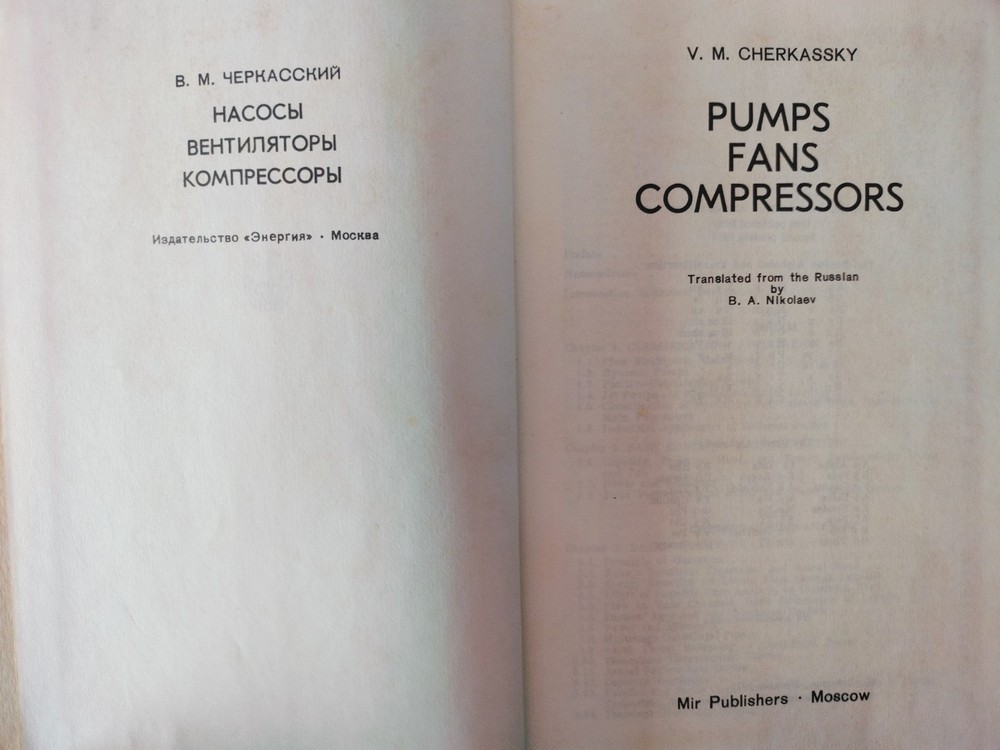 В. М. ЧЕРКАССКИЙ
НАСОСЫ
ВЕНТИЛЯТОРЫ
КОМПРЕССОРЫ
Издательство «Энергия» · Москва
V. M. CHERKASSKY
PUMPS
FANS
COMPRESSORS
Translated from the Russian
by
B. A. Nikolaev
Mir Publishers · Moscow